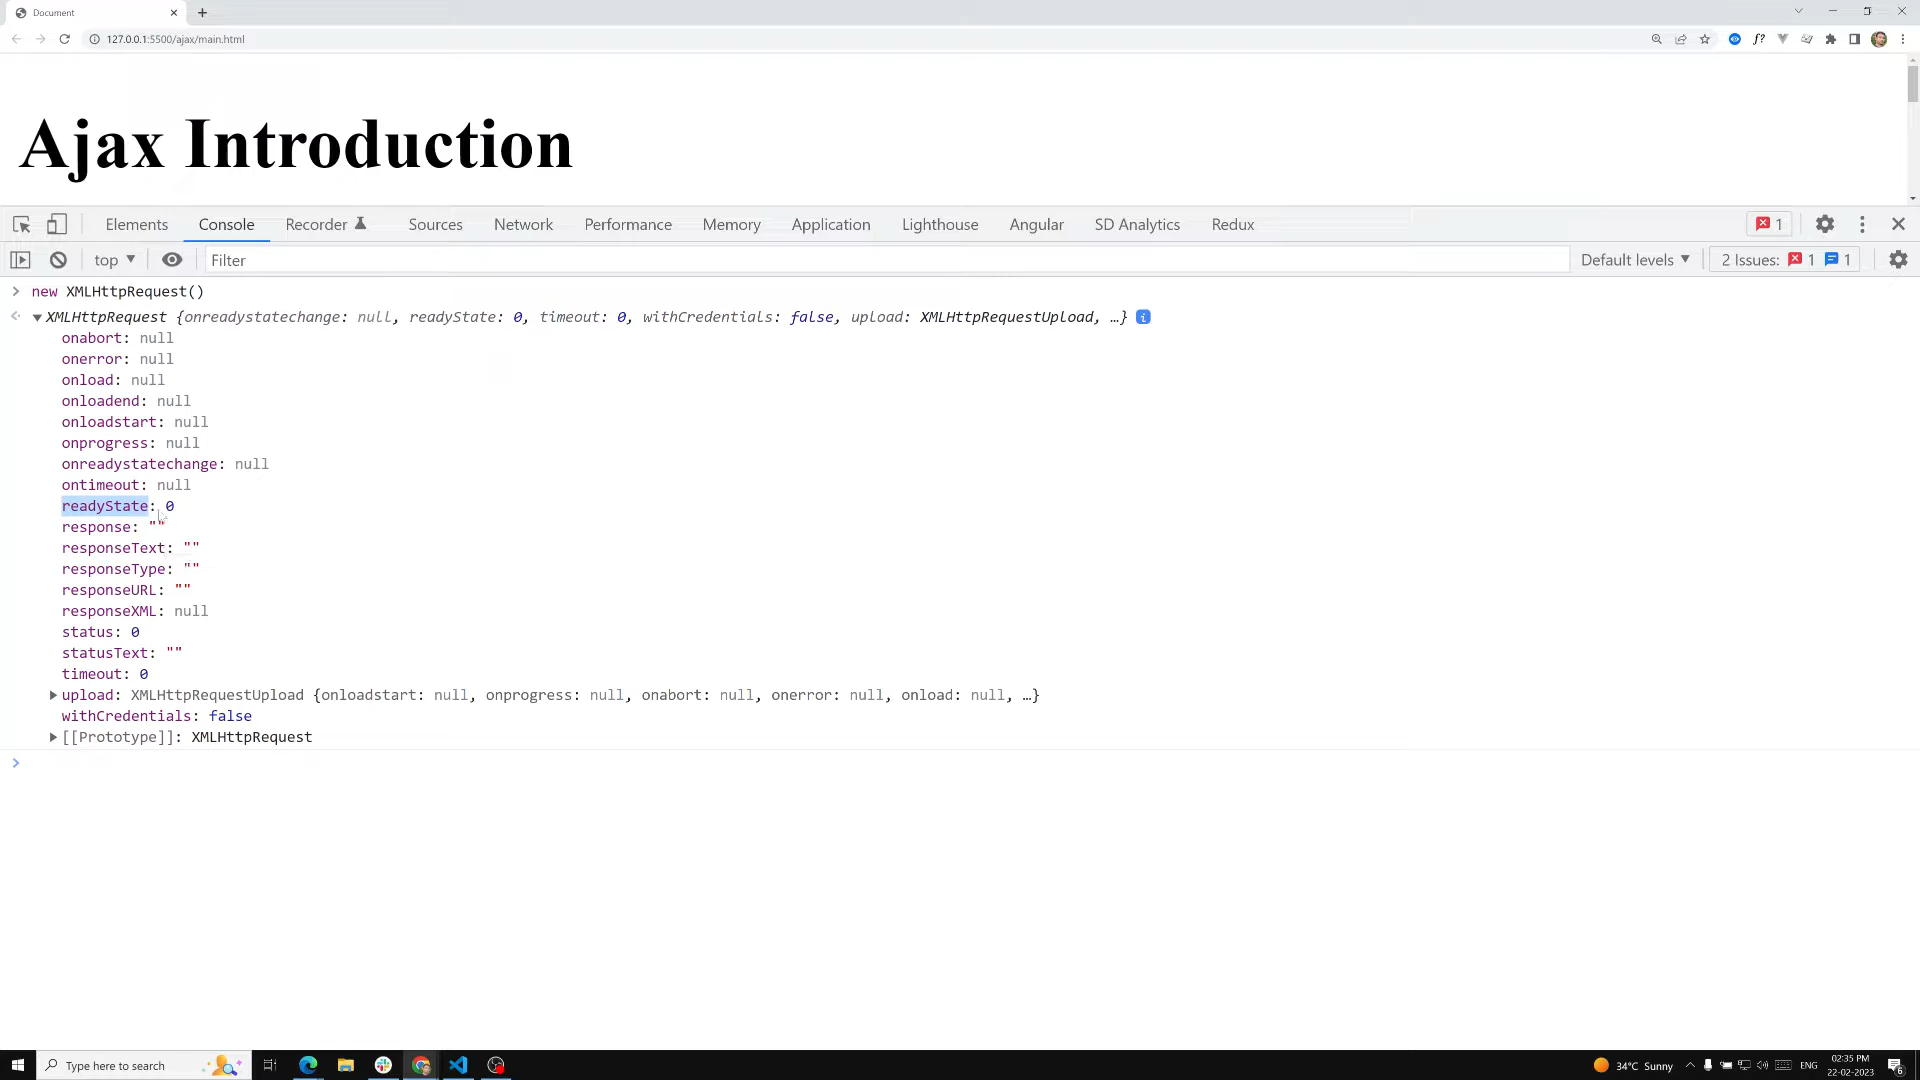 Document
127.0.0.1:5500/ajax/main.html
f?
Ajax Introduction
Elements Console Recorder Sources Network Performance Memory Application Lighthouse Angular SD Analytics Redux 1
top Filter Default levels 2 Issues: 1 1
new XMLHttpRequest()
XMLHttpRequest {onreadystatechange: null, readyState: 0, timeout: 0, withCredentials: false, upload: XMLHttpRequestUpload, …} i
onabort: null
onerror: null
onload: null
onloadend: null
onloadstart: null
onprogress: null
onreadystatechange: null
ontimeout: null
readyState: 0
response: ""
responseText: ""
responseType: ""
responseURL: ""
responseXML: null
status: 0
statusText: ""
timeout: 0
upload: XMLHttpRequestUpload {onloadstart: null, onprogress: null, onabort: null, onerror: null, onload: null, …}
withCredentials: false
[[Prototype]]: XMLHttpRequest
Type here to search 34°C Sunny ENG 02:35 PM
22-02-2023 6